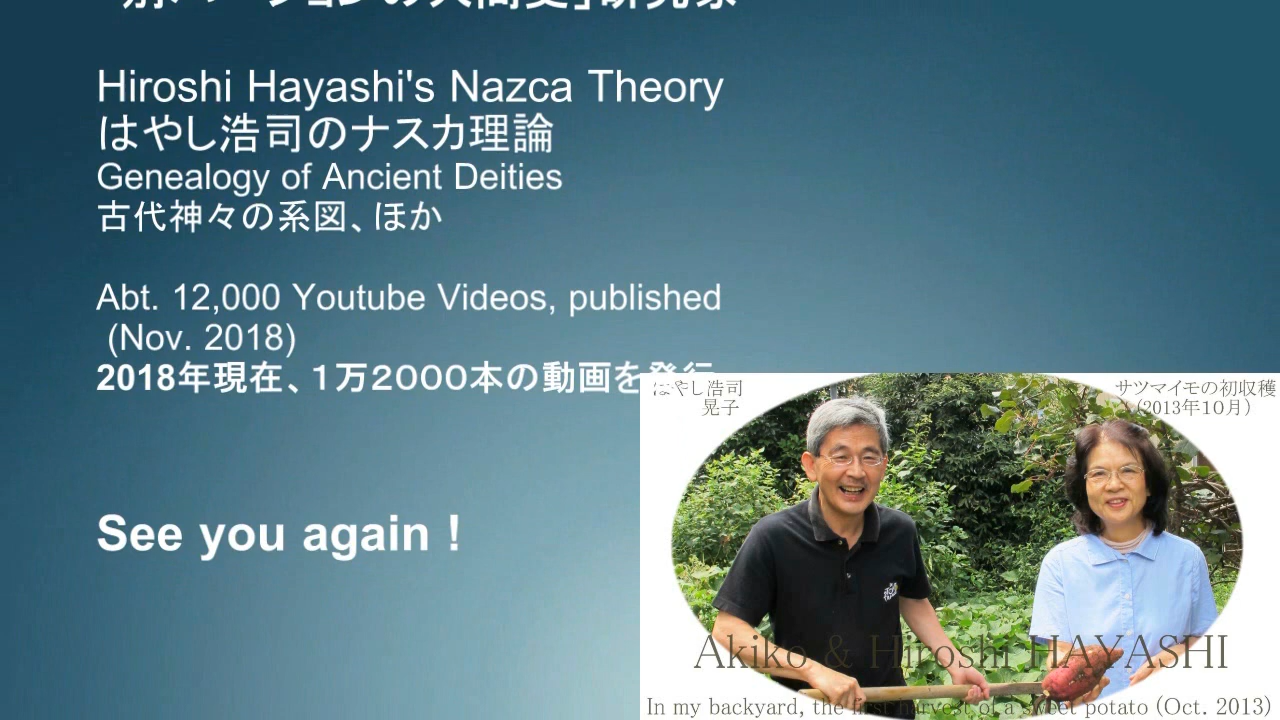 Hiroshi Hayashi's Nazca Theory
はやし浩司のナスカ理論
Genealogy of Ancient Deities
古代神々の系図、ほか
Abt. 12,000 Youtube Videos, published
(Nov. 2018)
2018年現在、１万２０００本の動画を発行
See you again！
はやし浩司
晃子
サツマイモの初収穫
(2013年10月)
Akiko & Hiroshi HAYASHI
In my backyard, the first harvest of a sweet potato (Oct. 2013)